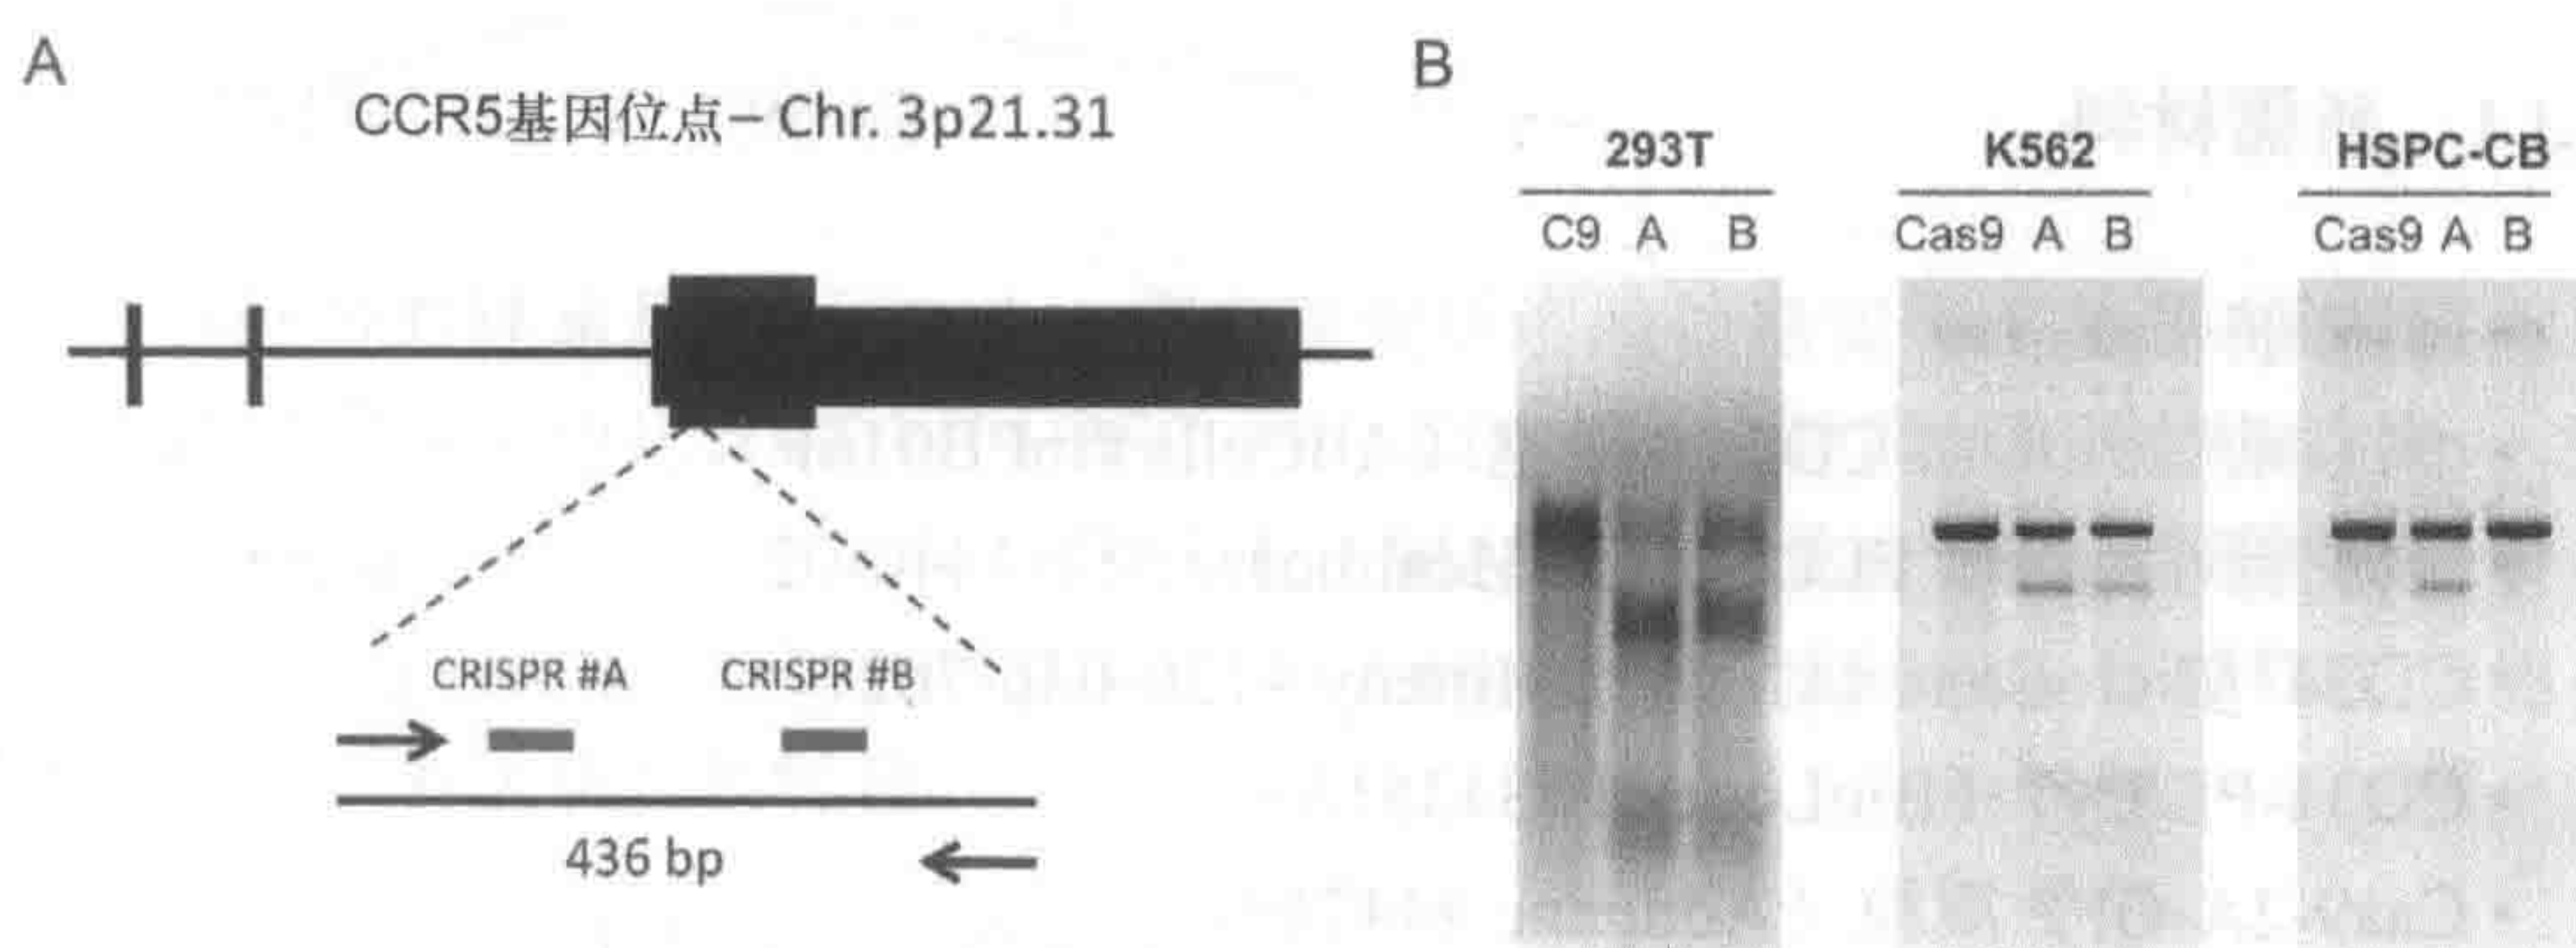 A
CCR5基因位点– Chr. 3p21.31
CRISPR #A CRISPR #B
436 bp
B
293T K562 HSPC-CB
C9 A B Cas9 A B Cas9 A B